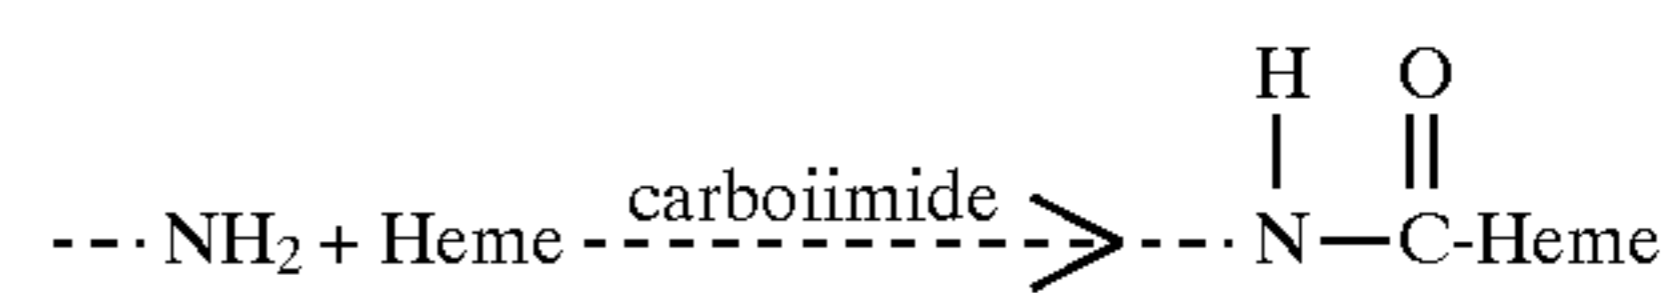 H O
carboiimide
NH₂ + Heme N C-Heme